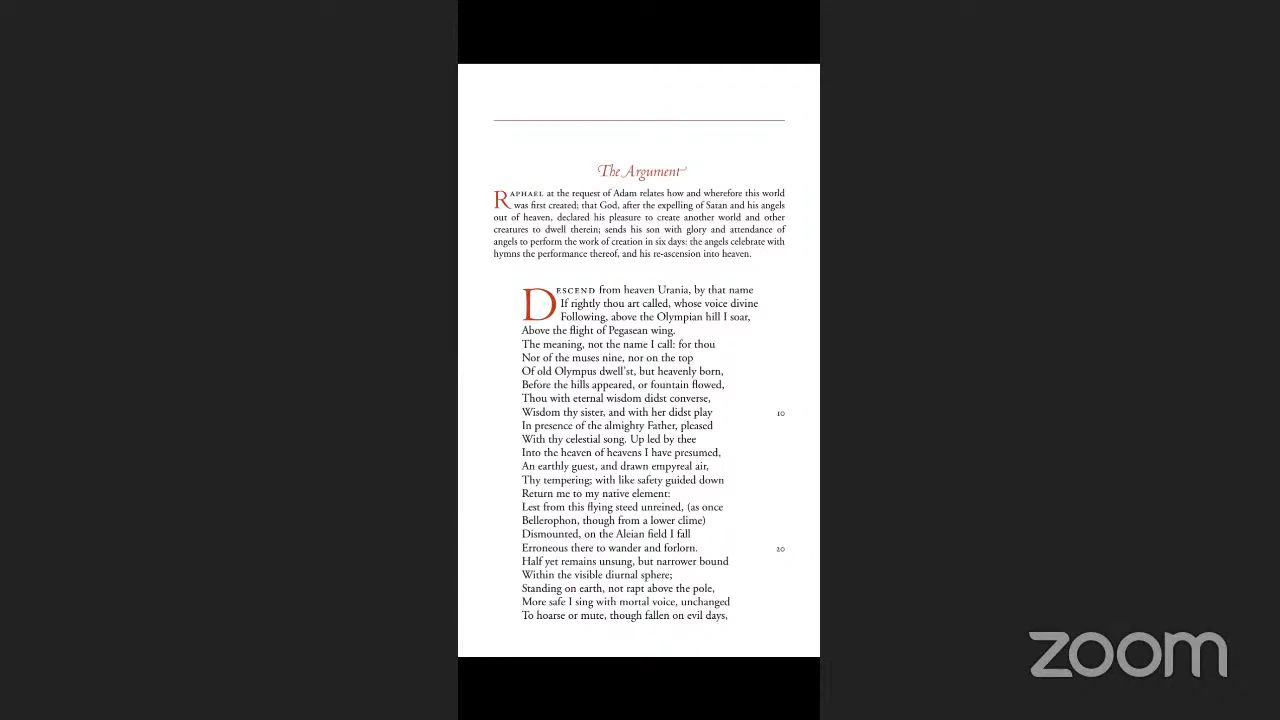 The Argument
RAPHAEL at the request of Adam relates how and wherefore this world
was first created; that God, after the expelling of Satan and his angels
out of heaven, declared his pleasure to create another world and other
creatures to dwell therein; sends his son with glory and attendance of
angels to perform the work of creation in six days: the angels celebrate with
hymns the performance thereof, and his re-ascension into heaven.
DESCEND from heaven Urania, by that name
If rightly thou art called, whose voice divine
Following, above the Olympian hill I soar,
Above the flight of Pegasean wing.
The meaning, not the name I call: for thou
Nor of the muses nine, nor on the top
Of old Olympus dwell'st, but heavenly born,
Before the hills appeared, or fountain flowed,
Thou with eternal wisdom didst converse,
Wisdom thy sister, and with her didst play 10
In presence of the almighty Father, pleased
With thy celestial song. Up led by thee
Into the heaven of heavens I have presumed,
An earthly guest, and drawn empyreal air,
Thy tempering; with like safety guided down
Return me to my native element:
Lest from this flying steed unreined, (as once
Bellerophon, though from a lower clime)
Dismounted, on the Aleian field I fall
Erroneous there to wander and forlorn. 20
Half yet remains unsung, but narrower bound
Within the visible diurnal sphere;
Standing on earth, not rapt above the pole,
More safe I sing with mortal voice, unchanged
To hoarse or mute, though fallen on evil days,
zoom